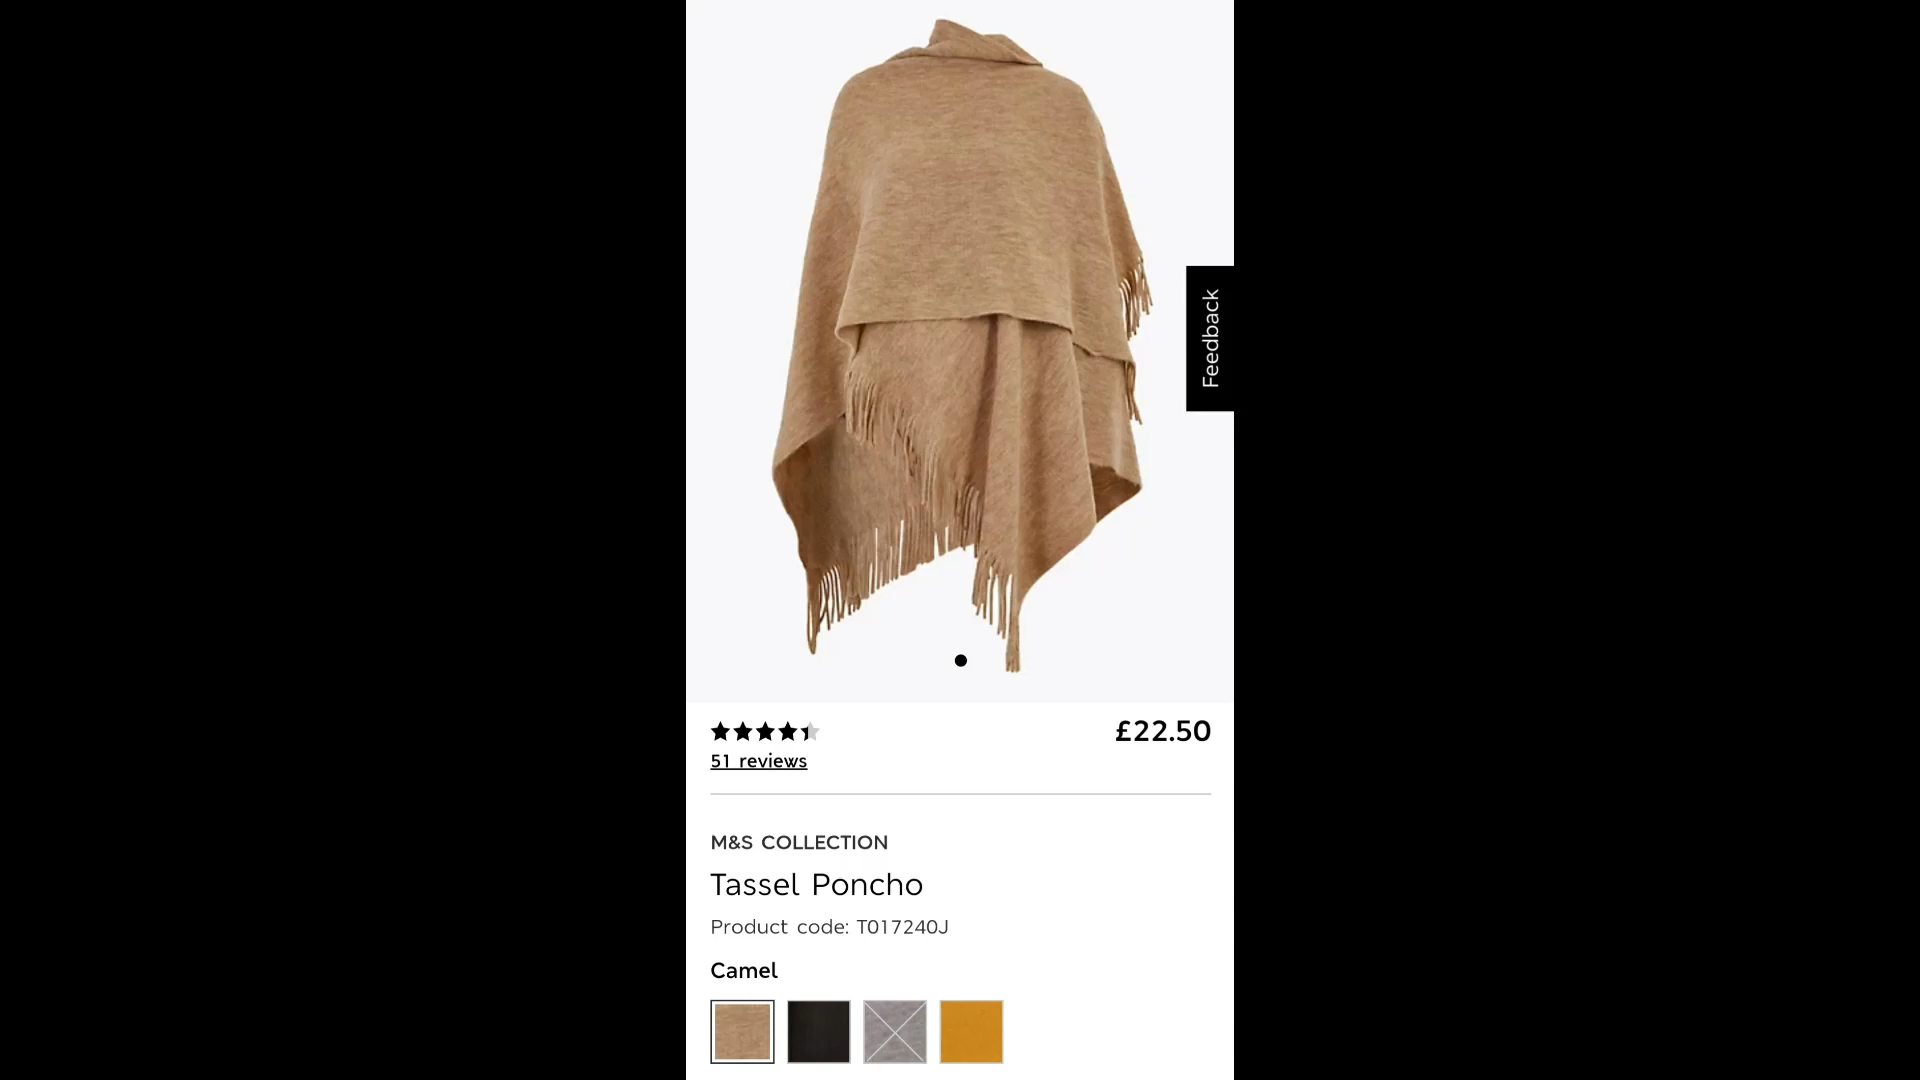 Feedback
£22.50
51 reviews
M&S COLLECTION
Tassel Poncho
Product code: T017240J
Camel